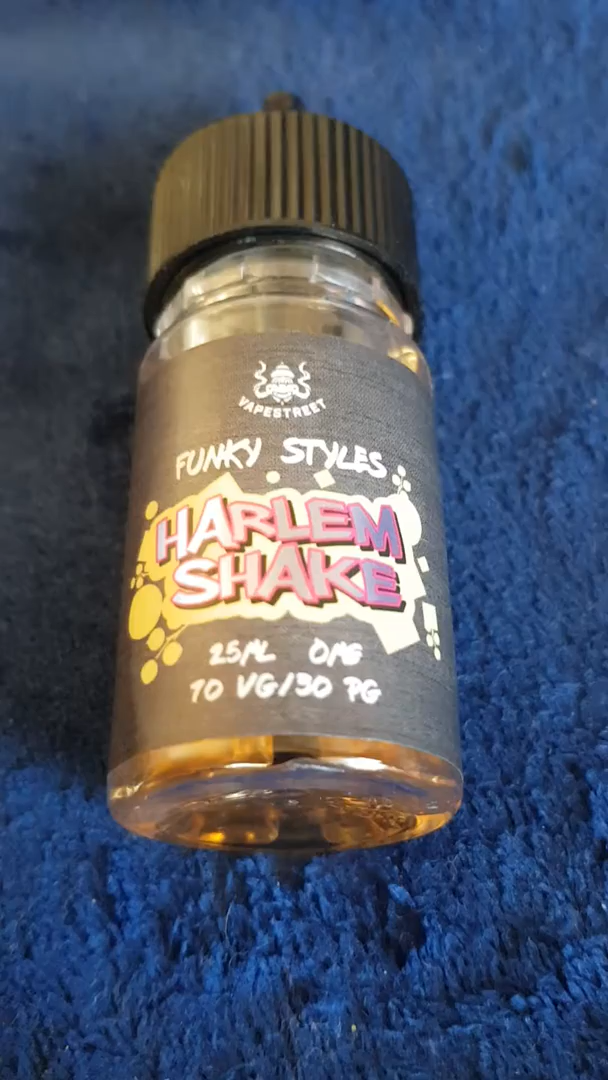 VAPESTREET
FUNKY STYLES
HARLEM
SHAKE
25ML 0MG
70 VG/30 PG